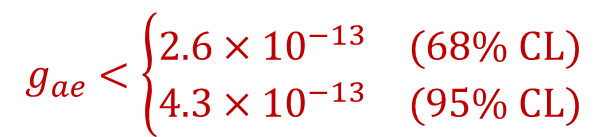 g_ae < { 2.6 × 10^−13 (68% CL)
4.3 × 10^−13 (95% CL)